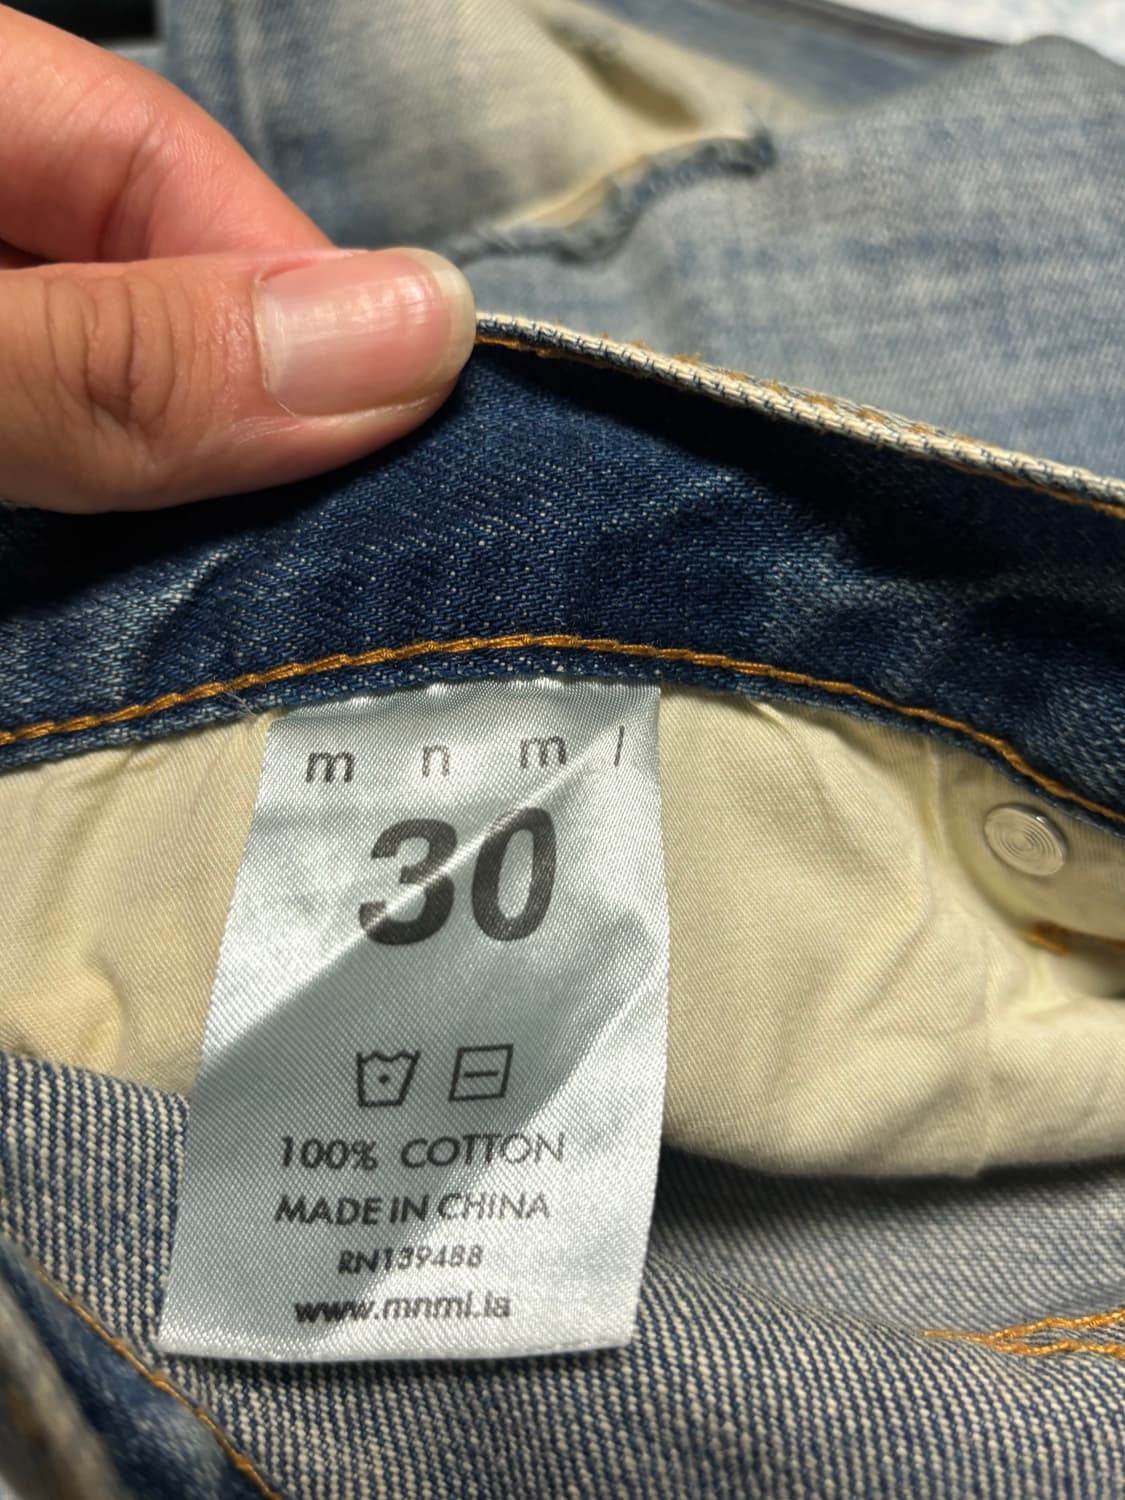 m n m l
30
100% COTTON
MADE IN CHINA
RN139488
www.mnml.la